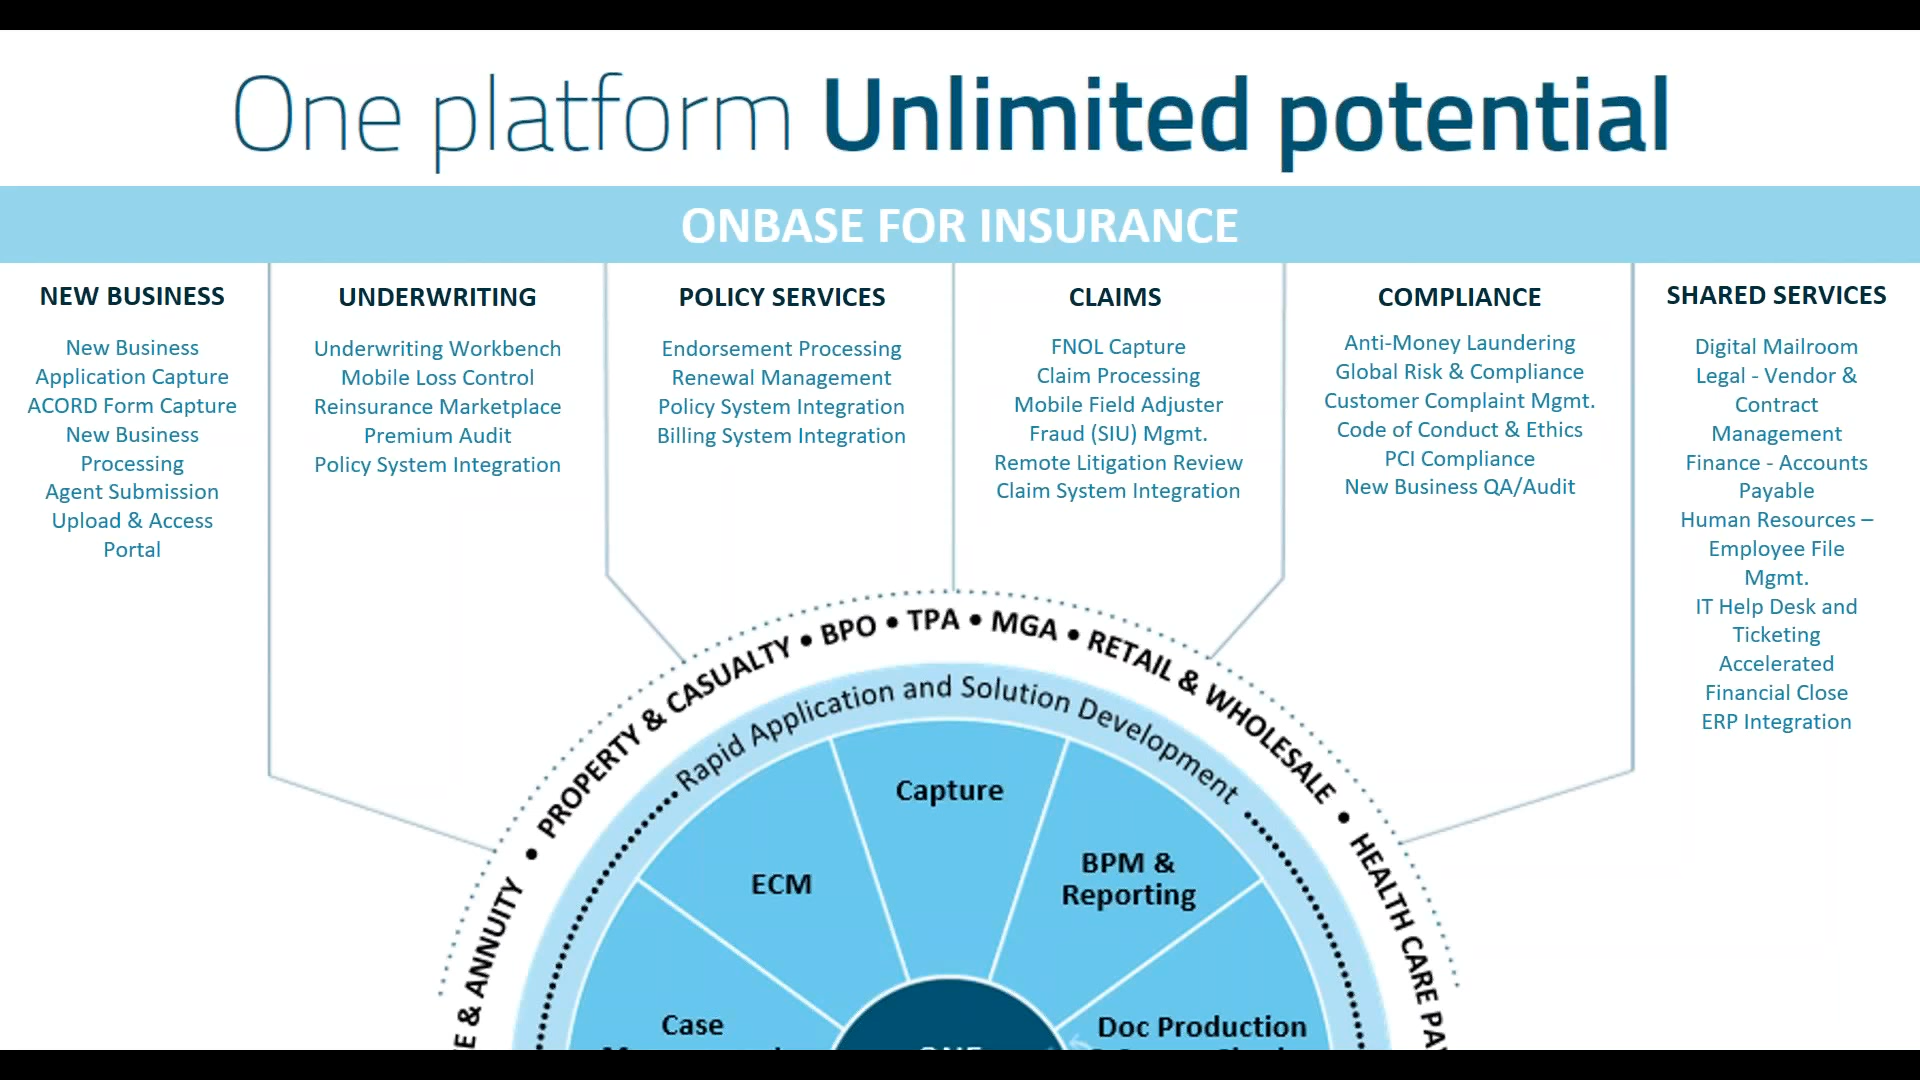 One platform Unlimited potential
ONBASE FOR INSURANCE
NEW BUSINESS
New Business
Application Capture
ACORD Form Capture
New Business
Processing
Agent Submission
Upload & Access
Portal
UNDERWRITING
Underwriting Workbench
Mobile Loss Control
Reinsurance Marketplace
Premium Audit
Policy System Integration
POLICY SERVICES
Endorsement Processing
Renewal Management
Policy System Integration
Billing System Integration
CLAIMS
FNOL Capture
Claim Processing
Mobile Field Adjuster
Fraud (SIU) Mgmt.
Remote Litigation Review
Claim System Integration
COMPLIANCE
Anti-Money Laundering
Global Risk & Compliance
Customer Complaint Mgmt.
Code of Conduct & Ethics
PCI Compliance
New Business QA/Audit
SHARED SERVICES
Digital Mailroom
Legal - Vendor &
Contract
Management
Finance - Accounts
Payable
Human Resources –
Employee File
Mgmt.
IT Help Desk and
Ticketing
Accelerated
Financial Close
ERP Integration
& ANNUITY • PROPERTY & CASUALTY • BPO • TPA • MGA • RETAIL & WHOLESALE • HEALTH CARE
Rapid Application and Solution Development
Capture
ECM
BPM &
Reporting
Case
Doc Production